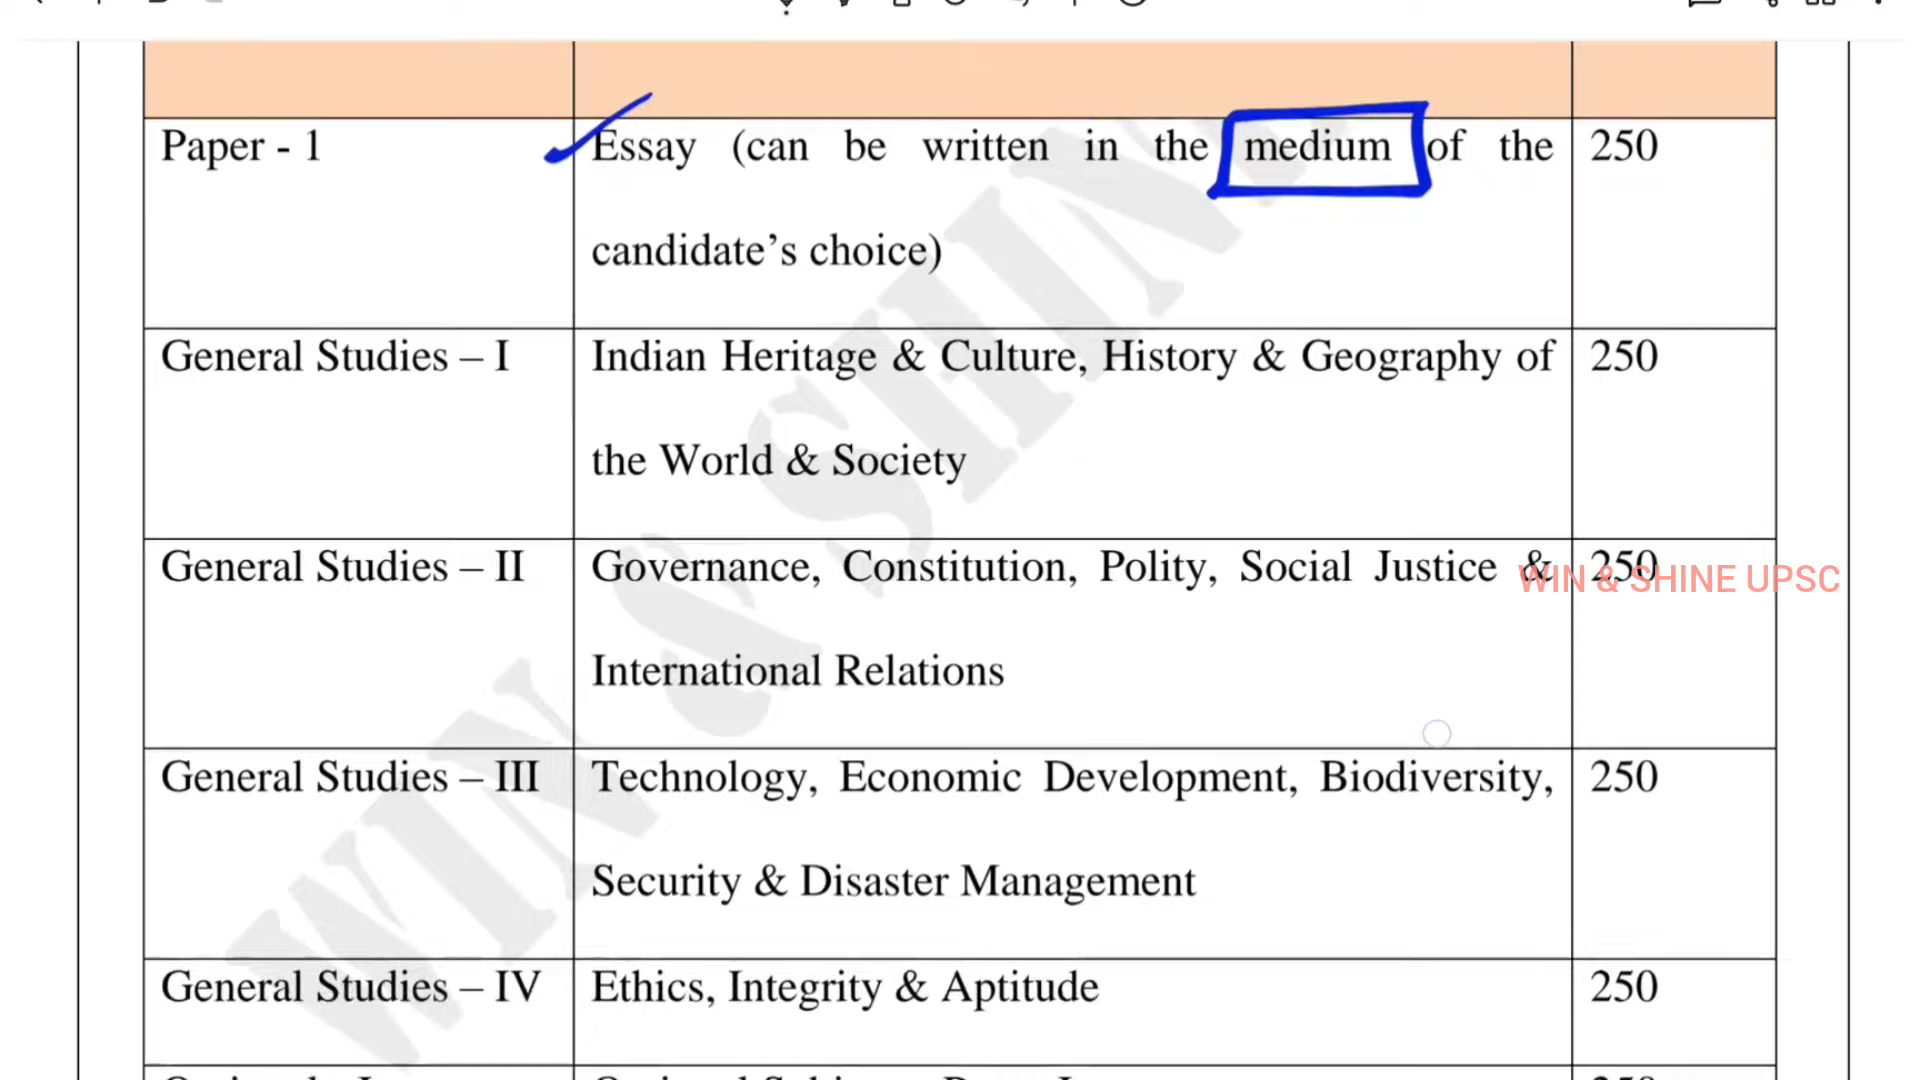 Paper - 1
Essay (can be written in the medium of the
250
candidate’s choice)
General Studies – I
Indian Heritage & Culture, History & Geography of
250
the World & Society
General Studies – II
Governance, Constitution, Polity, Social Justice &
250
WIN & SHINE UPSC
International Relations
General Studies – III
Technology, Economic Development, Biodiversity,
250
Security & Disaster Management
General Studies – IV
Ethics, Integrity & Aptitude
250
WIN & SHINE